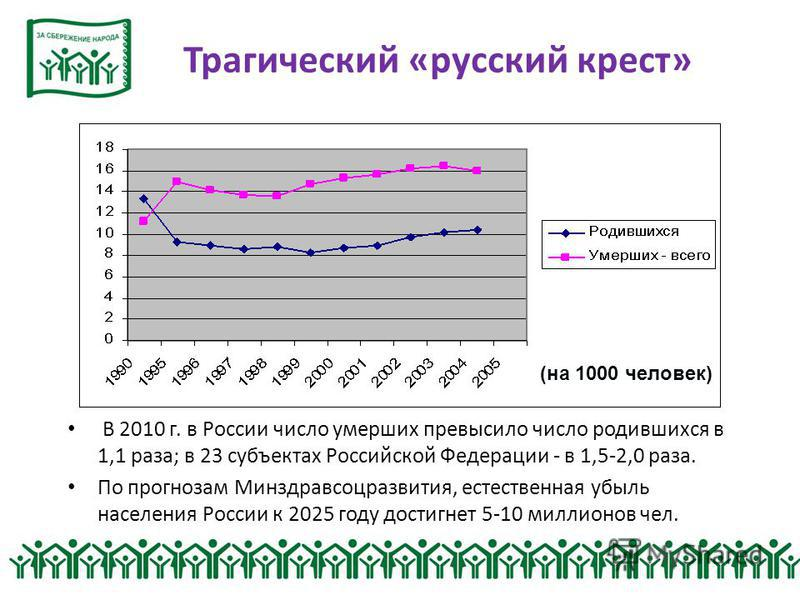 ЗА СБЕРЕЖЕНИЕ НАРОДА
Трагический «русский крест»
18
16
14
12
10
8
6
4
2
0
1990 1995 1996 1997 1998 1999 2000 2001 2002 2003 2004 2005
Родившихся
Умерших - всего
(на 1000 человек)
• В 2010 г. в России число умерших превысило число родившихся в
1,1 раза; в 23 субъектах Российской Федерации - в 1,5-2,0 раза.
• По прогнозам Минздравсоцразвития, естественная убыль
населения России к 2025 году достигнет 5-10 миллионов чел.
MyShared